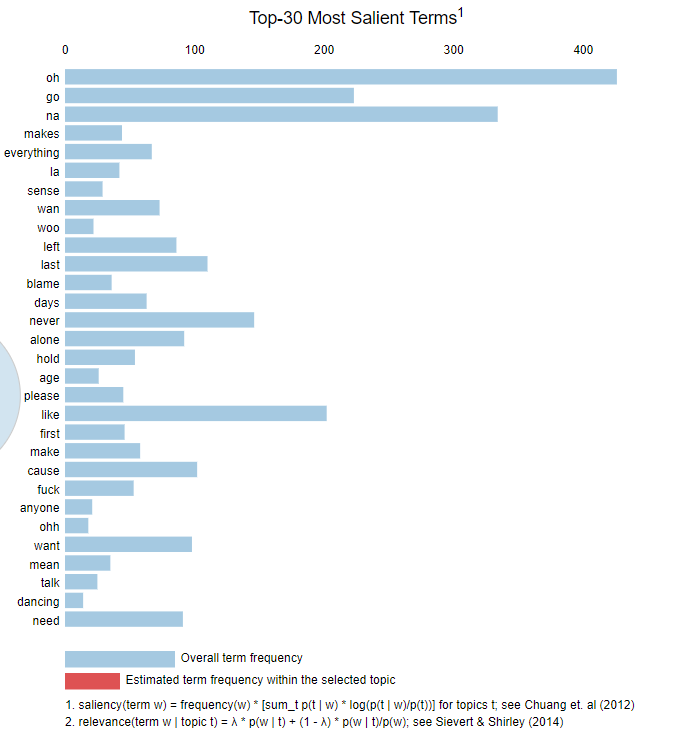 Top-30 Most Salient Terms1
0 100 200 300 400
oh
go
na
makes
everything
la
sense
wan
woo
left
last
blame
days
never
alone
hold
age
please
like
first
make
cause
fuck
anyone
ohh
want
mean
talk
dancing
need
Overall term frequency
Estimated term frequency within the selected topic
1. saliency(term w) = frequency(w) * [sum_t p(t | w) * log(p(t | w)/p(t))] for topics t; see Chuang et. al (2012)
2. relevance(term w | topic t) = λ * p(w | t) + (1 - λ) * p(w | t)/p(w); see Sievert & Shirley (2014)